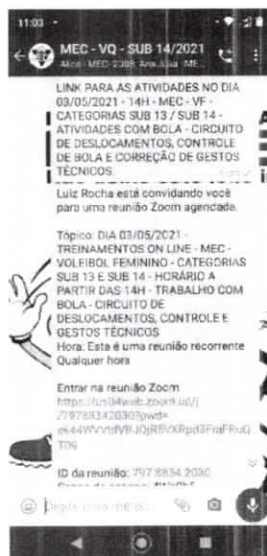 11:03
MEC - VQ - SUB 14/2021
LINK PARA AS ATIVIDADES NO DIA
03/05/2021 - 14H - MEC - VF -
CATEGORIAS SUB 13 / SUB 14 -
ATIVIDADES COM BOLA - CIRCUITO
DE DESLOCAMENTOS, CONTROLE
DE BOLA E CORREÇÃO DE GESTOS
TÉCNICOS.
Luiz Rocha está convidando você
para uma reunião Zoom agendada.
Tópico: DIA 03/05/2021 -
TREINAMENTOS ON LINE - MEC -
VOLEIBOL FEMININO - CATEGORIAS
SUB 13 E SUB 14 - HORÁRIO A
PARTIR DAS 14H - TRABALHO COM
BOLA - CIRCUITO DE
DESLOCAMENTOS, CONTROLE E
GESTOS TÉCNICOS
Hora: Esta é uma reunião recorrente
Qualquer hora
Entrar na reunião Zoom
ID da reunião: 797 8834 2030